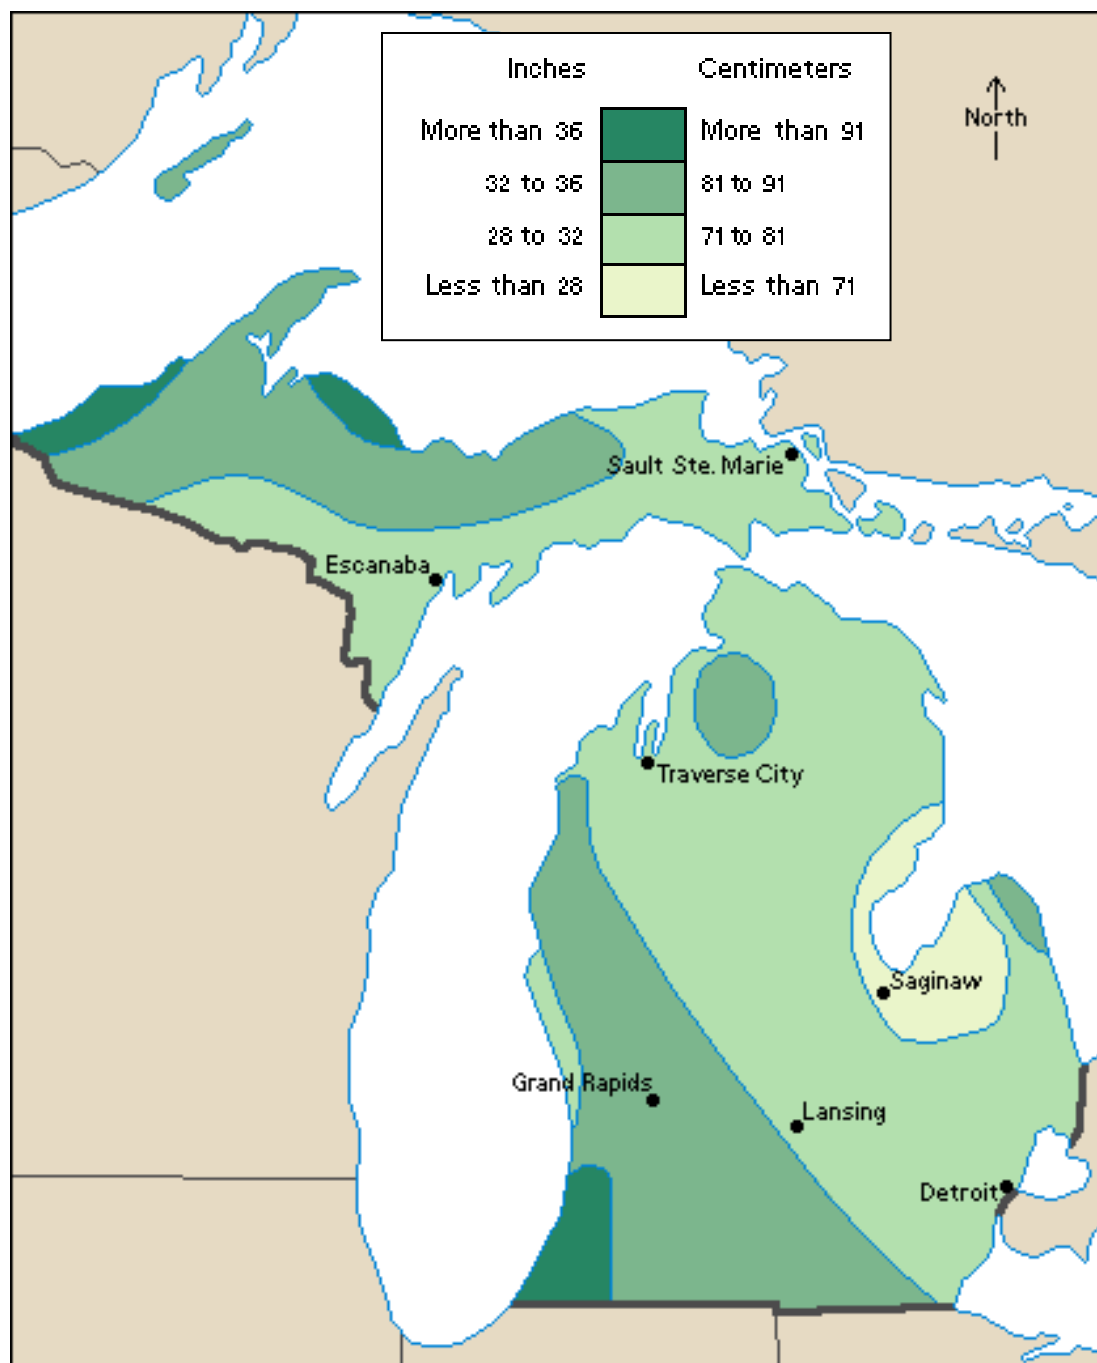 Inches Centimeters
More than 36 More than 91
32 to 36 81 to 91
28 to 32 71 to 81
Less than 28 Less than 71
North
Sault Ste. Marie
Escanaba
Traverse City
Saginaw
Grand Rapids
Lansing
Detroit